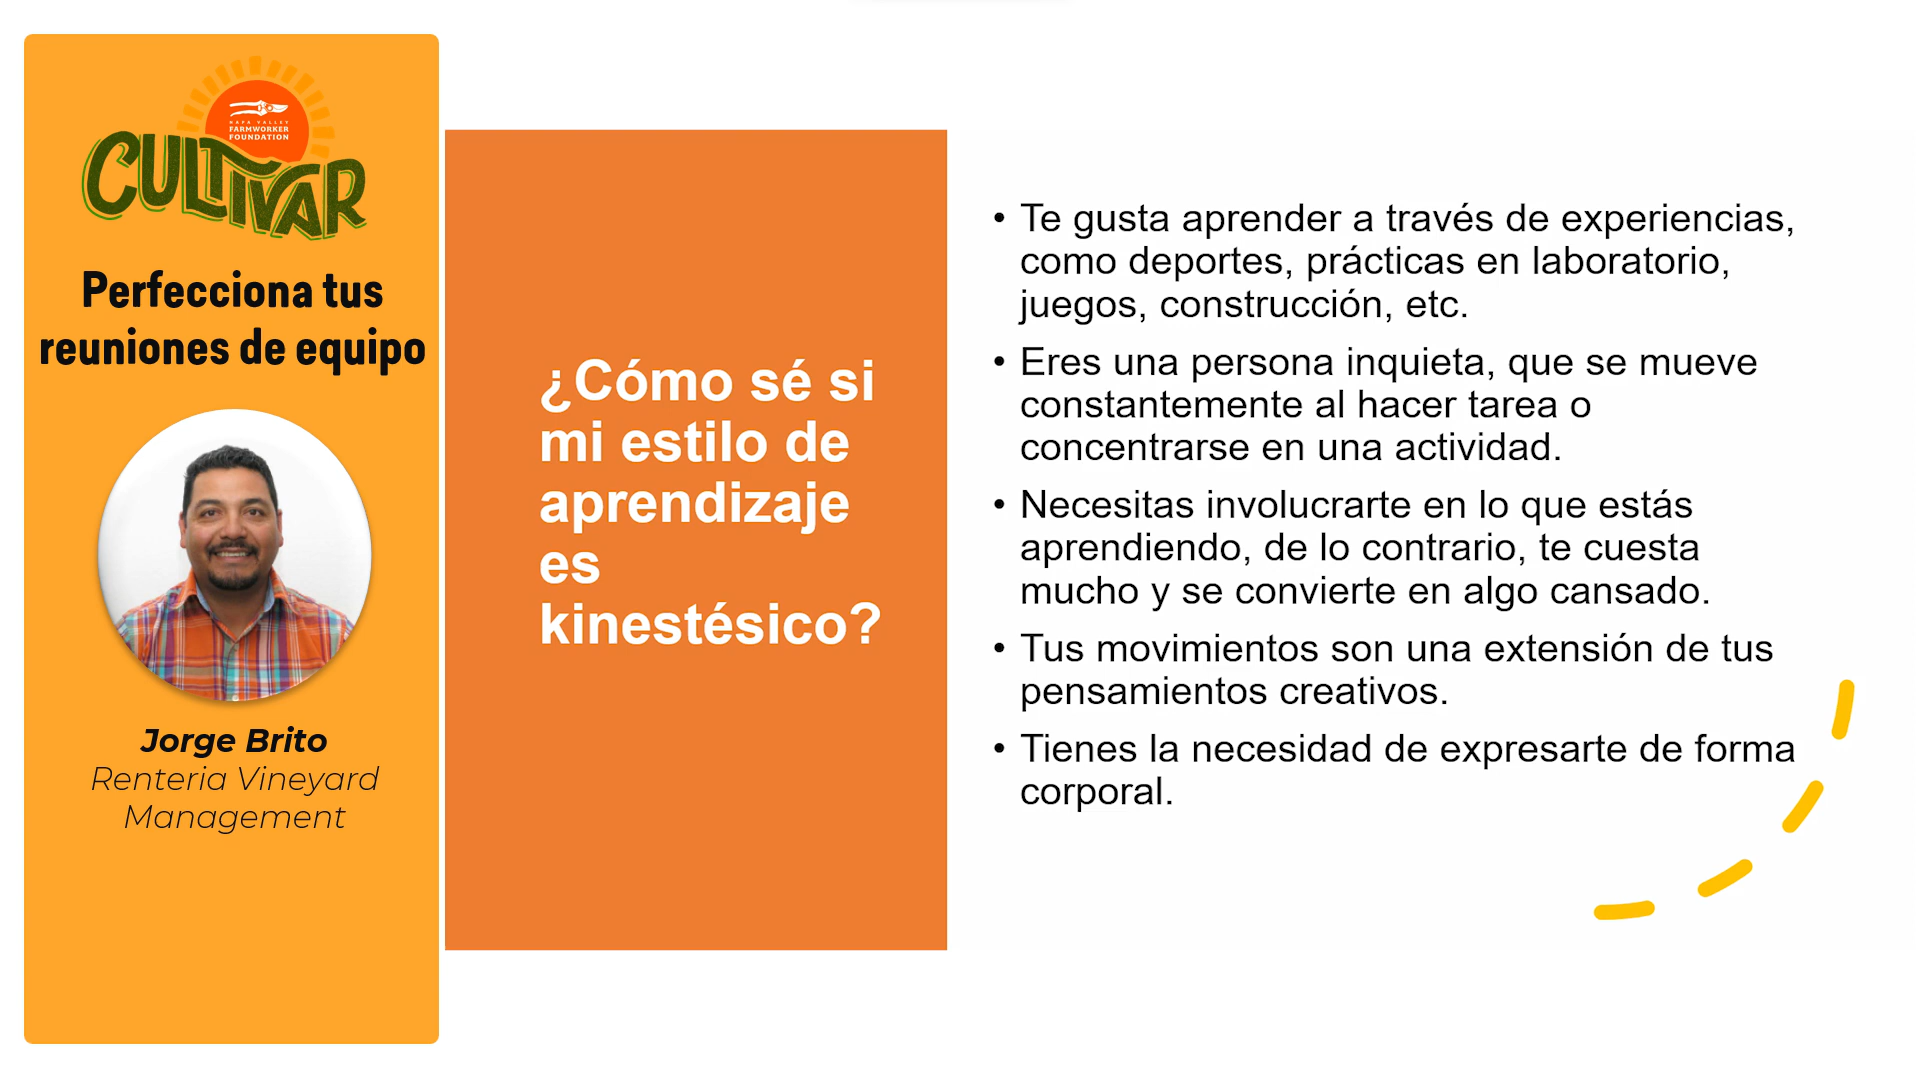 NAPA VALLEY
FARMWORKER
FOUNDATION
CULTIVAR
Perfecciona tus
reuniones de equipo
Jorge Brito
Renteria Vineyard
Management
¿Cómo sé si
mi estilo de
aprendizaje
es
kinestésico?
• Te gusta aprender a través de experiencias,
como deportes, prácticas en laboratorio,
juegos, construcción, etc.
• Eres una persona inquieta, que se mueve
constantemente al hacer tarea o
concentrarse en una actividad.
• Necesitas involucrarte en lo que estás
aprendiendo, de lo contrario, te cuesta
mucho y se convierte en algo cansado.
• Tus movimientos son una extensión de tus
pensamientos creativos.
• Tienes la necesidad de expresarte de forma
corporal.